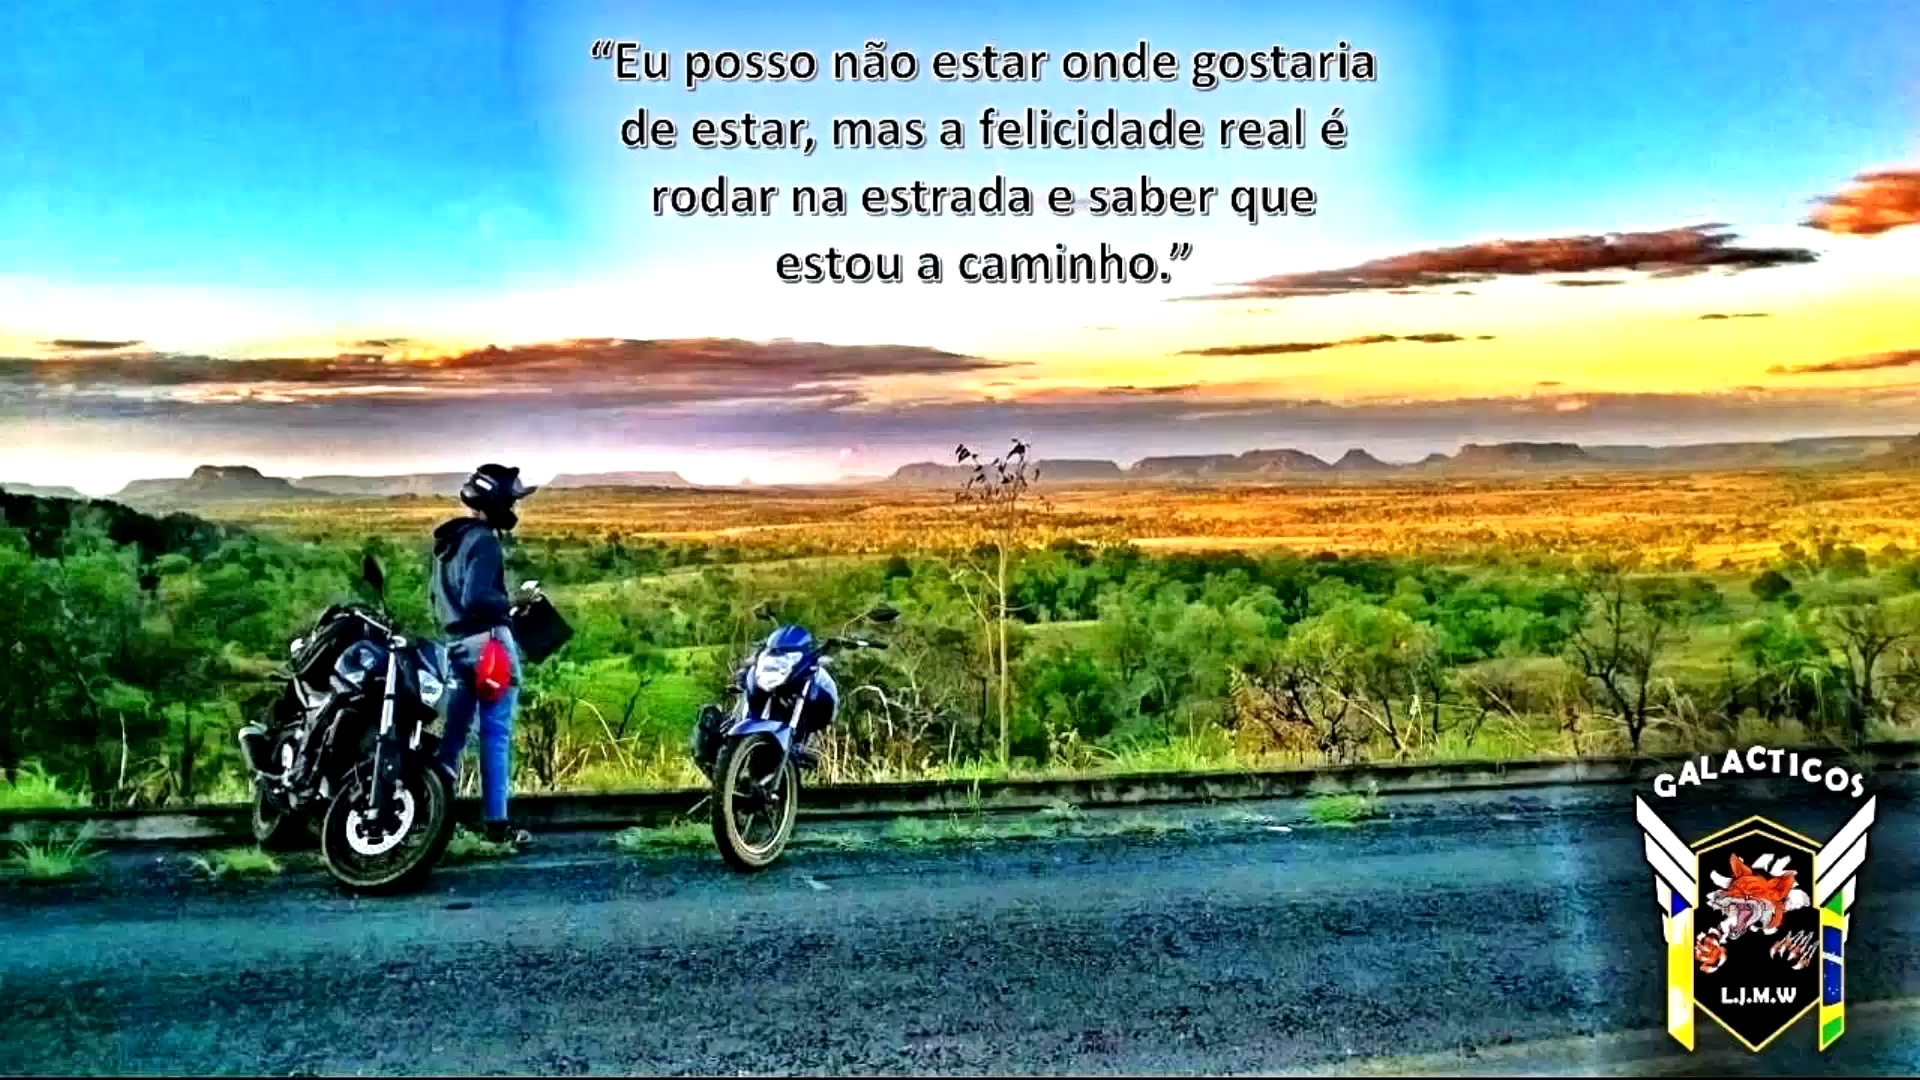 “Eu posso não estar onde gostaria
de estar, mas a felicidade real é
rodar na estrada e saber que
estou a caminho.”
GALACTICOS
L.J.M.W